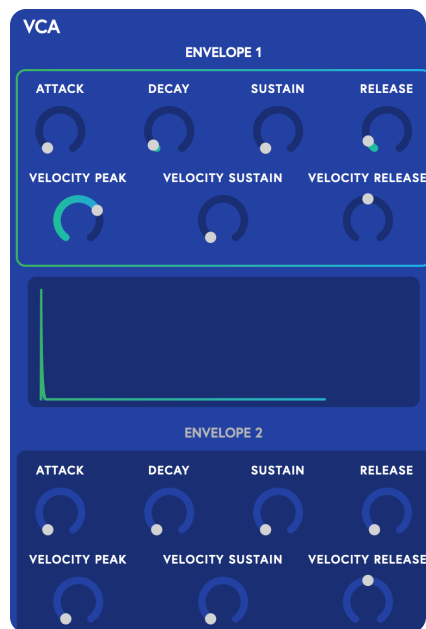 VCA
ENVELOPE 1
ATTACK DECAY SUSTAIN RELEASE
VELOCITY PEAK VELOCITY SUSTAIN VELOCITY RELEASE
ENVELOPE 2
ATTACK DECAY SUSTAIN RELEASE
VELOCITY PEAK VELOCITY SUSTAIN VELOCITY RELEASE